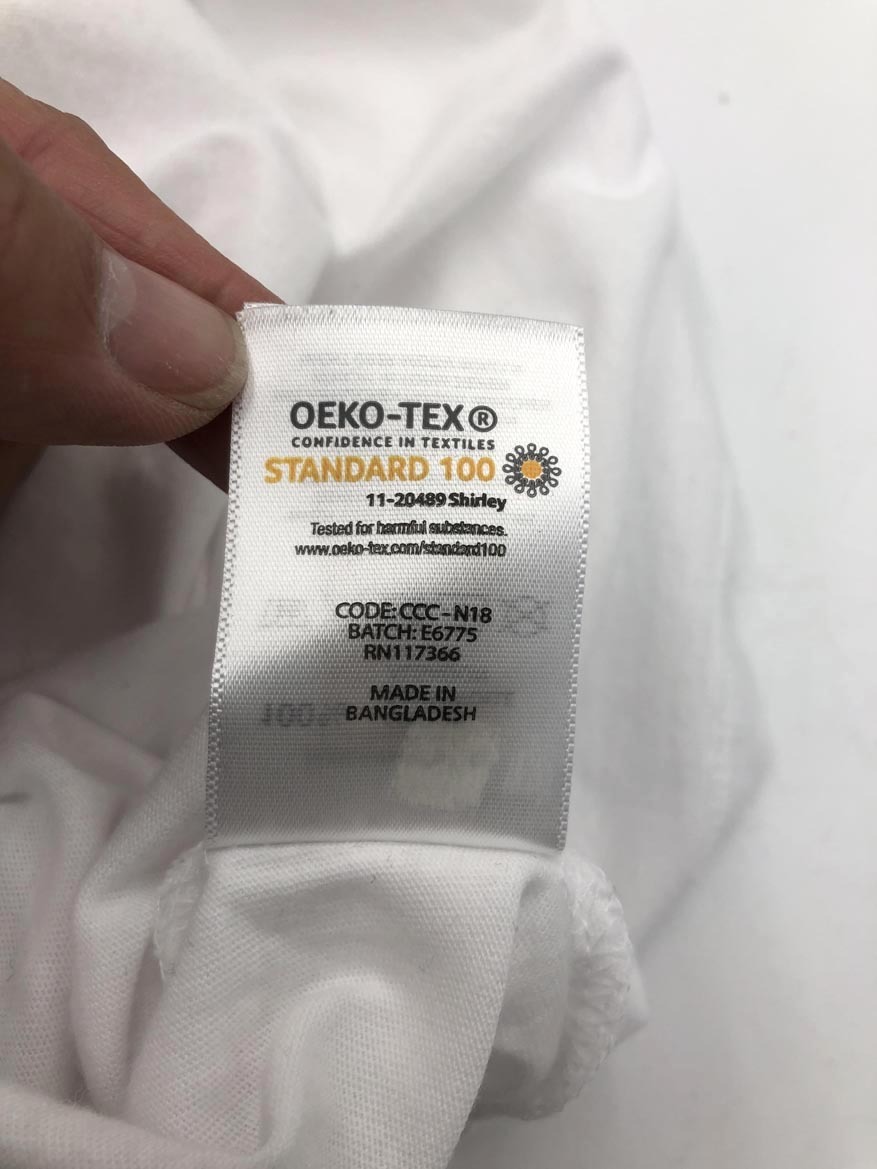 OEKO-TEX®
CONFIDENCE IN TEXTILES
STANDARD 100
11-20489 Shirley
Tested for harmful substances.
www.oeko-tex.com/standard100
CODE:CCC-N18
BATCH: E6775
RN117366
MADE IN
BANGLADESH